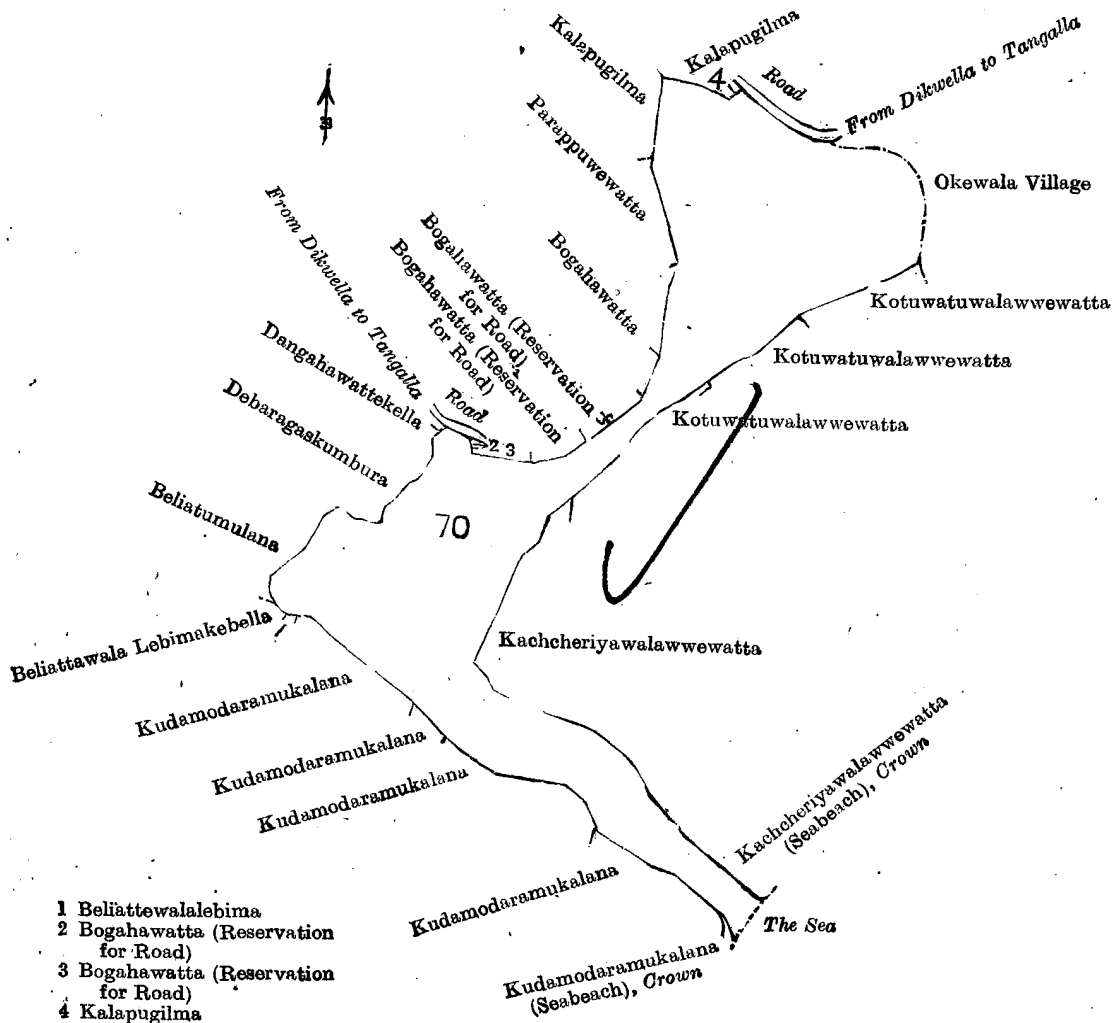 Kalapugilma
Kalapugilma
4
Road
From Dikwella to Tangalla
Parappuwewatta
Okewala Village
From Dikwella to Tangalla
Bogahawatta (Reservation
for Road)
Bogahawatta (Reservation
for Road)
Bogahawatta
Kotuwatuwalawwewatta
Kotuwatuwalawwewatta
Kotuwatuwalawwewatta
Dangahawattekella
Road
2 3
Debaragaskumbura
Beliatumulana
70
Beliattawala Lebimakebella
Kachcheriyawalawwewatta
Kudamodaramukalana
Kudamodaramukalana
Kudamodaramukalana
Kachcheriyawalawwewatta
(Seabeach), Crown
Kudamodaramukalana
The Sea
Kudamodaramukalana
(Seabeach), Crown
1 Beliattewalalebima
2 Bogahawatta (Reservation
for Road)
3 Bogahawatta (Reservation
for Road)
4 Kalapugilma